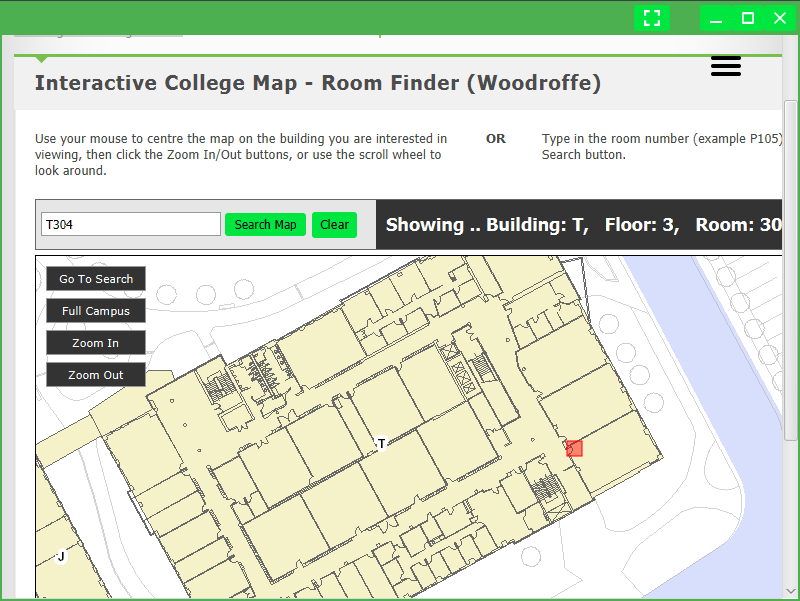 Interactive College Map - Room Finder (Woodroffe)
Use your mouse to centre the map on the building you are interested in
viewing, then click the Zoom In/Out buttons, or use the scroll wheel to
look around.
OR
Type in the room number (example P105)
Search button.
T304
Search Map
Clear
Showing .. Building: T, Floor: 3, Room: 30
Go To Search
Full Campus
Zoom In
Zoom Out
T
J